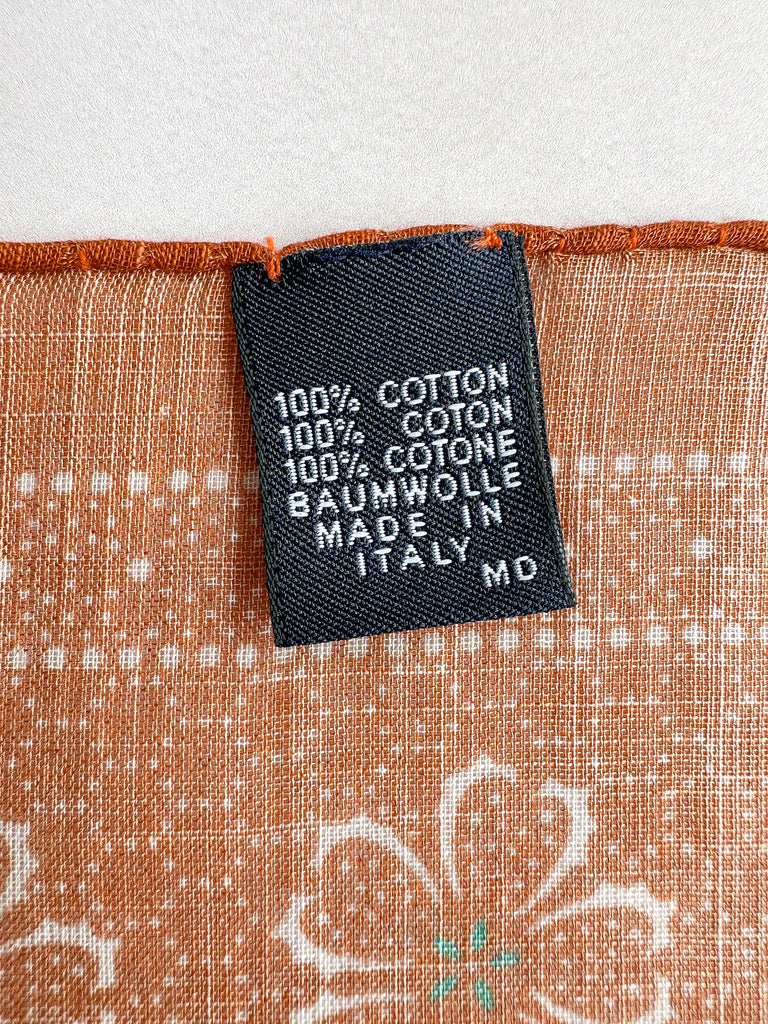 100% COTTON
100% COTON
100% COTONE
BAUMWOLLE
MADE IN
ITALY
MD